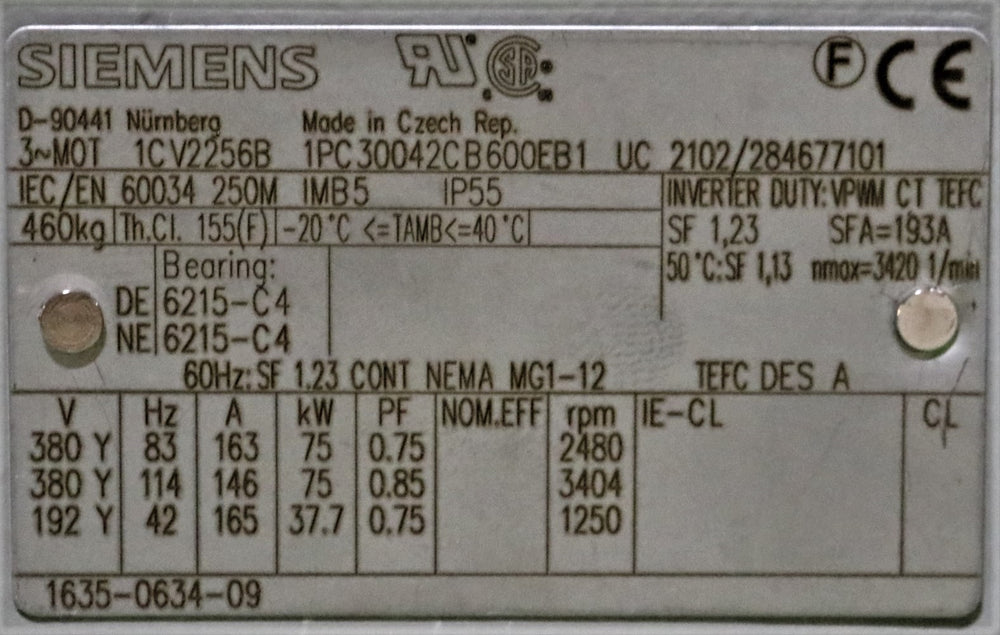 SIEMENS
F CE
D-90441 Nürnberg Made in Czech Rep.
3~MOT 1CV2256B 1PC30042CB600EB1 UC 2102/284677101
IEC/EN 60034 250M IMB5 IP55
460kg Th.Cl. 155(F) -20°C <=TAMB<=40°C
INVERTER DUTY: VPWM CT TEFC
SF 1,23 SFA=193A
50°C:SF 1,13 nmax=3420 1/min
Bearing:
DE 6215-C4
NE 6215-C4
60Hz: SF 1.23 CONT NEMA MG1-12 TEFC DES A
V Hz A kW PF NOM.EFF rpm IE-CL CL
380 Y 83 163 75 0.75 2480
380 Y 114 146 75 0.85 3404
192 Y 42 165 37.7 0.75 1250
1635-0634-09